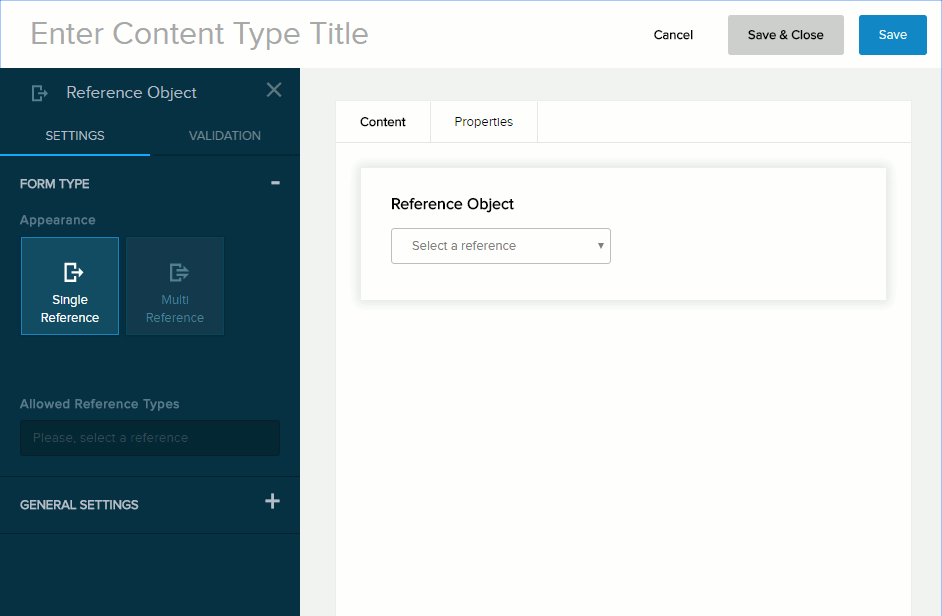 Enter Content Type Title
Cancel
Save & Close
Save
Reference Object
SETTINGS
VALIDATION
FORM TYPE
Appearance
Single
Reference
Multi
Reference
Allowed Reference Types
Please, select a reference
GENERAL SETTINGS
Content
Properties
Reference Object
Select a reference